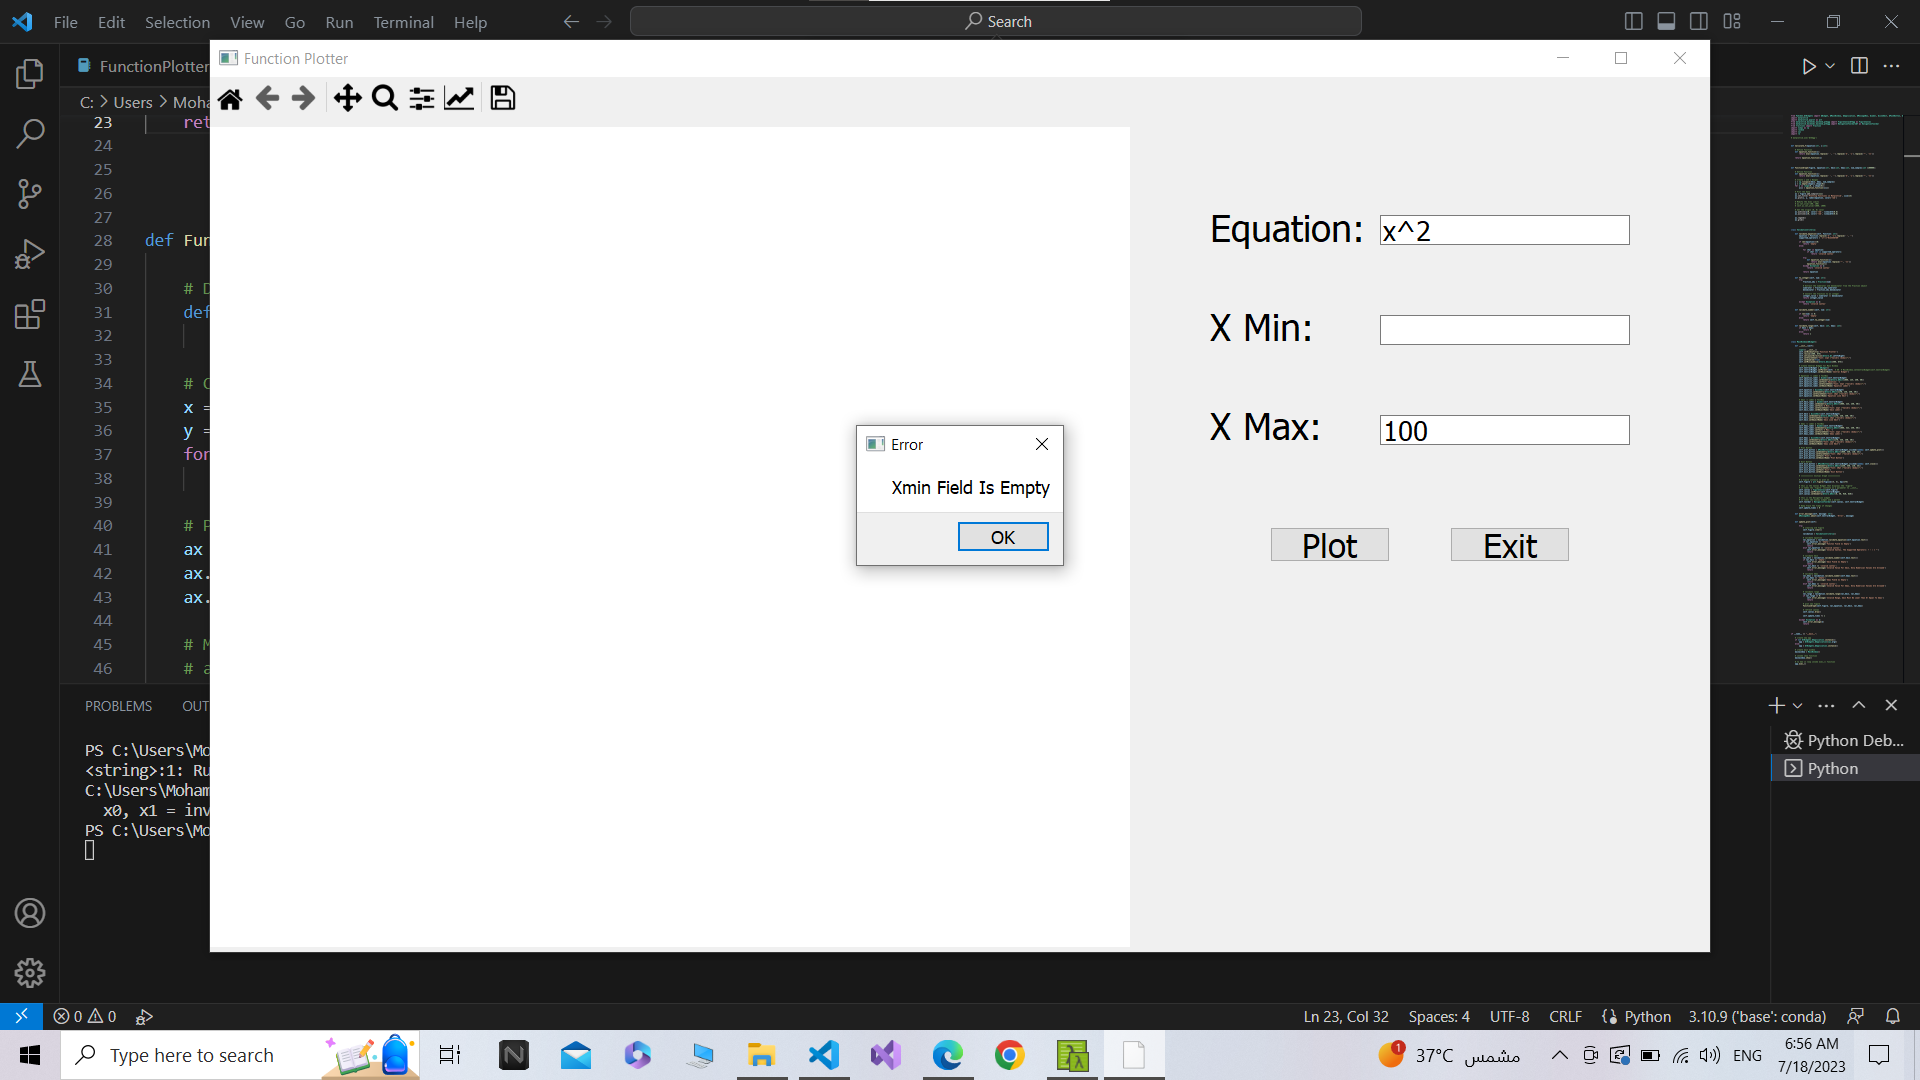 File Edit Selection View Go Run Terminal Help
Search
FunctionPlotter
C: > Users > Moha
Function Plotter
23 ret
24
25
26
27
28 def Fun
29
30 # D
31 def
32
33
34 # C
35 x =
36 y =
37 for
38
39
40 # P
41 ax
42 ax.
43 ax.
44
45 # M
46 # a
Equation: x^2
X Min:
X Max: 100
Plot Exit
Error
Xmin Field Is Empty
OK
PROBLEMS OUT
PS C:\Users\Mo
<string>:1: Ru
C:\Users\Moham
x0, x1 = inv
PS C:\Users\Mo
Python Deb...
Python
0 0
Ln 23, Col 32 Spaces: 4 UTF-8 CRLF Python 3.10.9 ('base': conda)
Type here to search
1
37°C مشمس
ENG
6:56 AM
7/18/2023